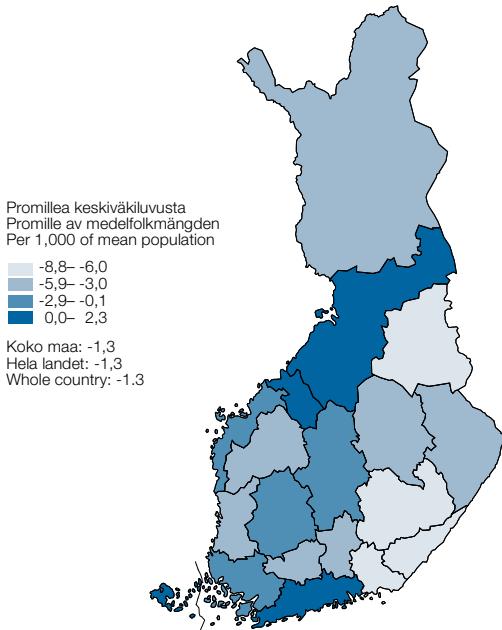 Promillea keskiväkiluvusta
Promille av medelfolkmängden
Per 1,000 of mean population
-8,8– -6,0
-5,9– -3,0
-2,9– -0,1
0,0– 2,3
Koko maa: -1,3
Hela landet: -1,3
Whole country: -1.3